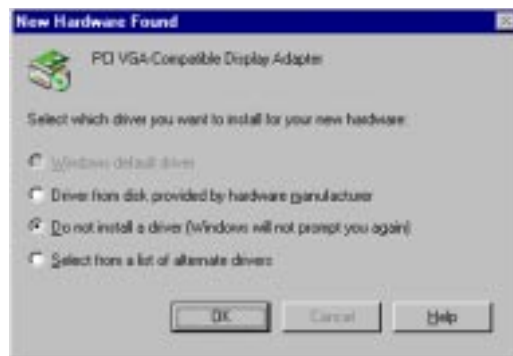 New Hardware Found
PCI VGA-Compatible Display Adapter
Select which driver you want to install for your new hardware:
Windows default driver
Driver from disk provided by hardware manufacturer
Do not install a driver (Windows will not prompt you again)
Select from a list of alternate drivers
OK Cancel Help